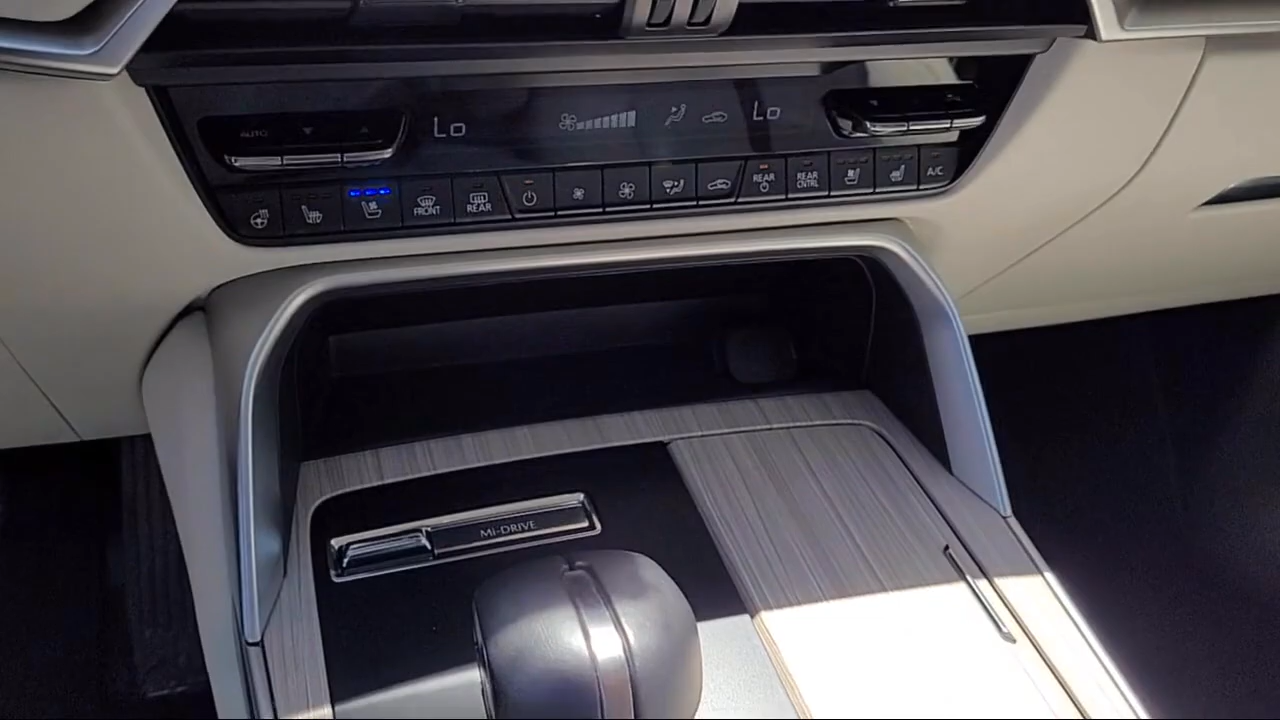 AUTO
Lo
Lo
FRONT
REAR
REAR
REAR
CNTRL
A/C
Mi-DRIVE